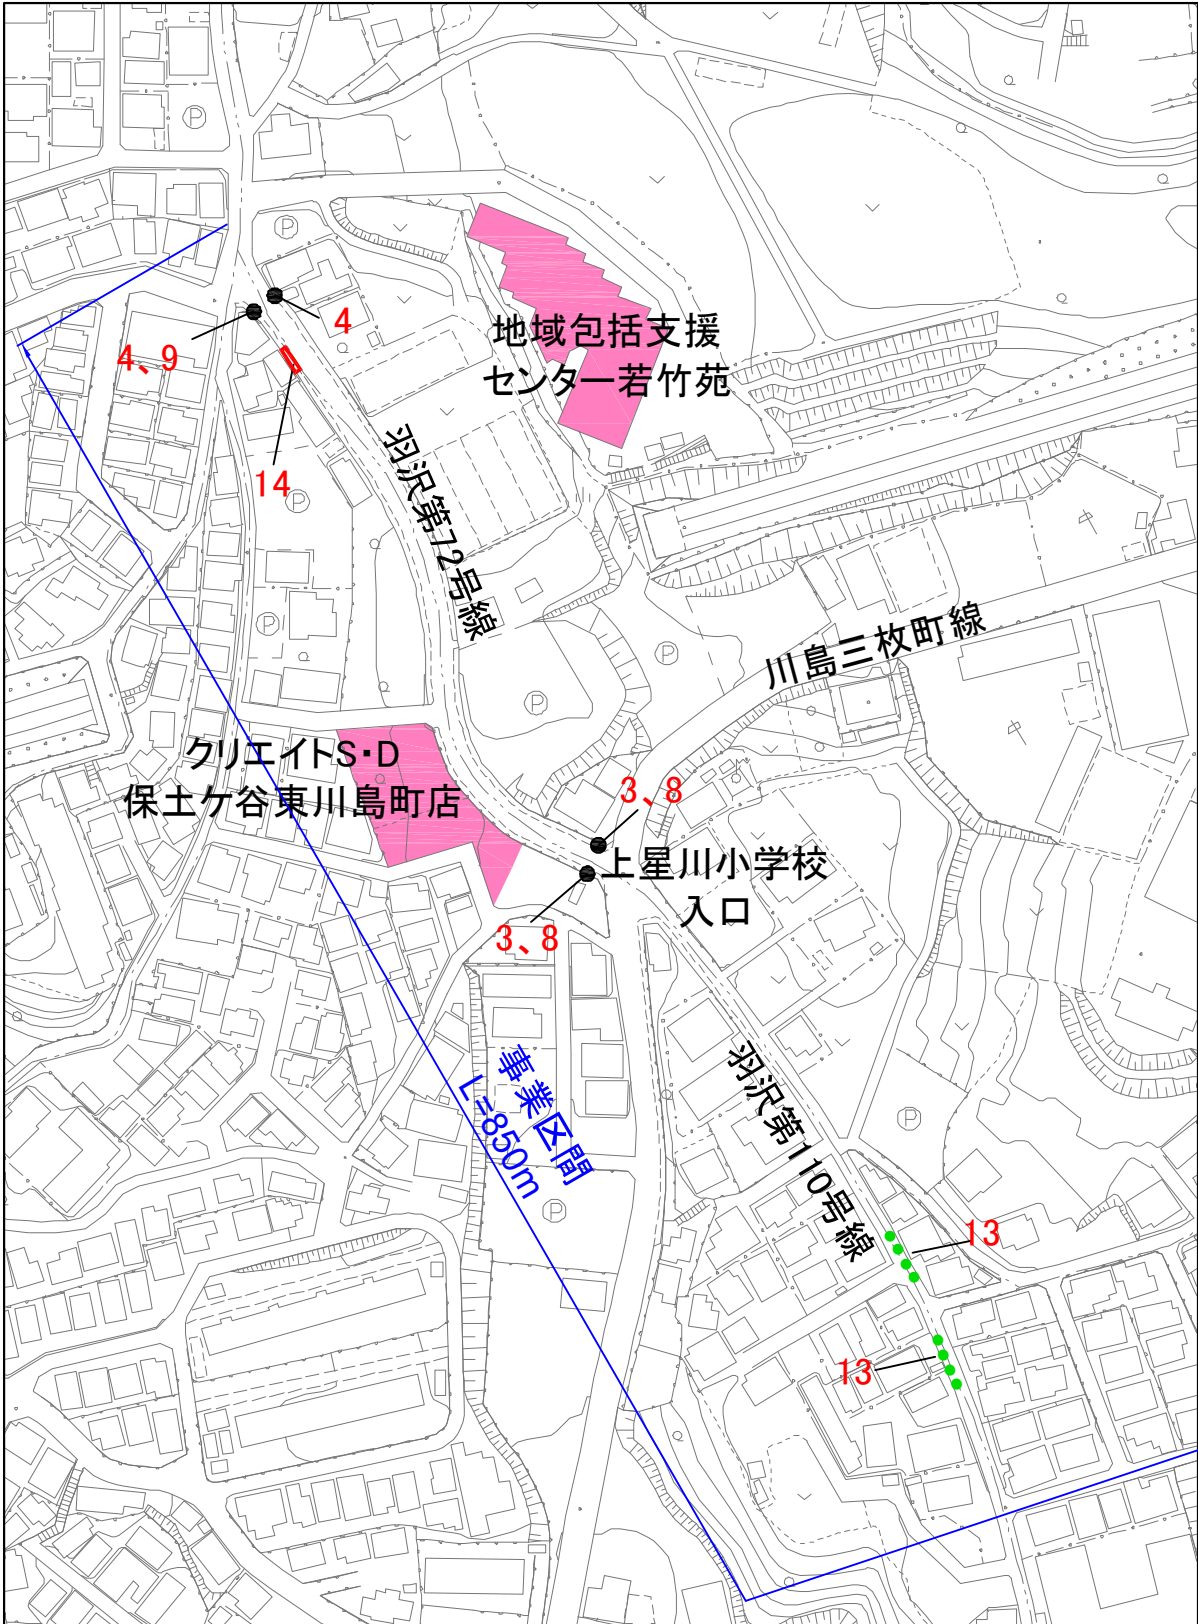 Ⓟ
Ⓟ
4
4、9
地域包括支援
センター若竹苑
14
Ⓟ
羽沢第72号線
Ⓟ
川島三枚町線
Ⓟ
Ⓟ
クリエイトS・D
保土ケ谷東川島町店
3、8
上星川小学校
入口
3、8
事業区間
L=850m
羽沢第110号線
Ⓟ
Ⓟ
13
13